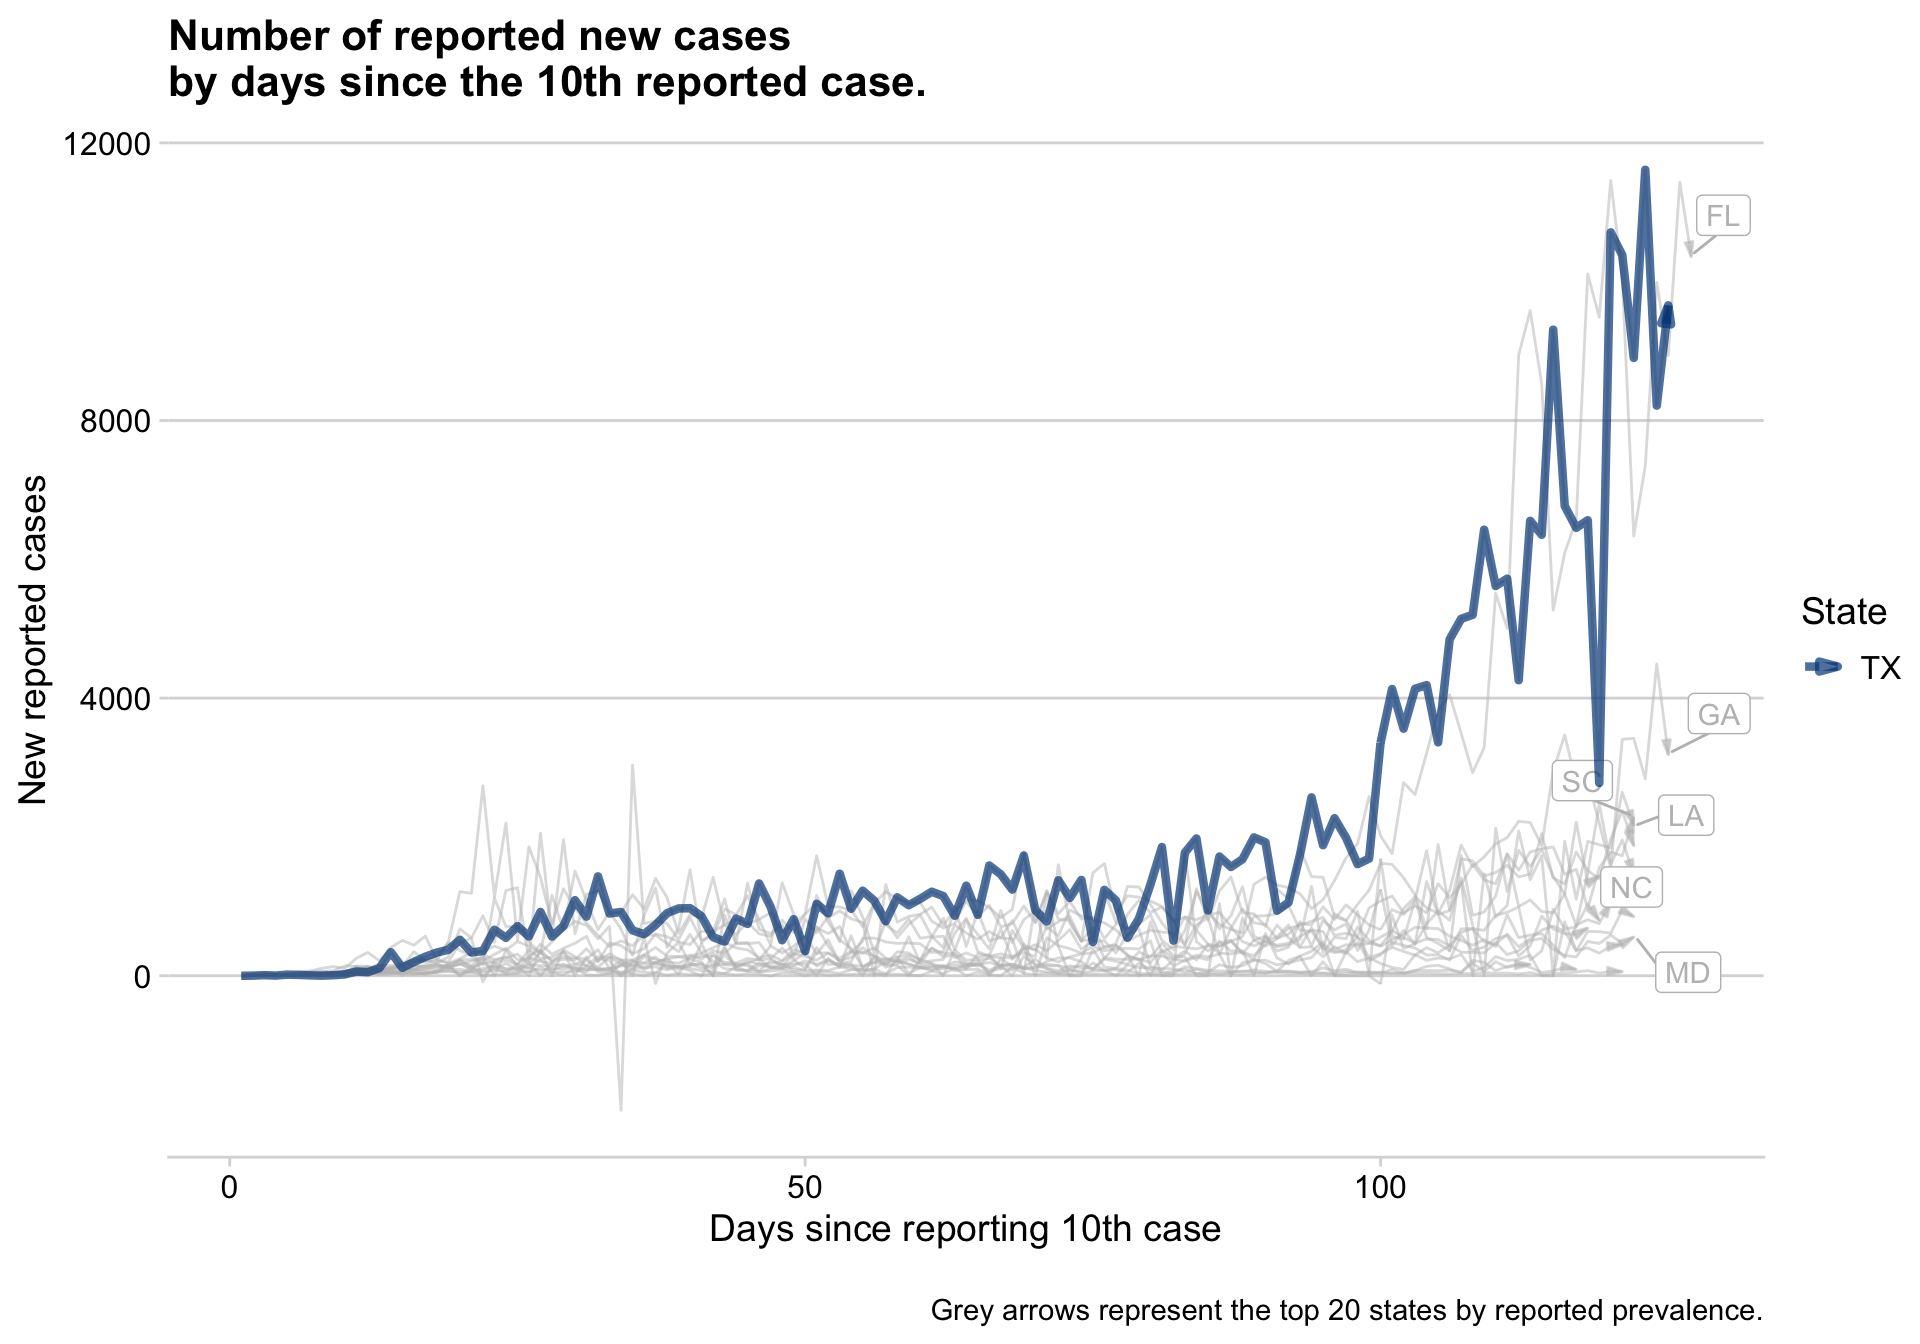 Number of reported new cases
by days since the 10th reported case.
12000
8000
4000
0
New reported cases
FL
GA
SC
LA
NC
MD
State
TX
0
50
100
Days since reporting 10th case
Grey arrows represent the top 20 states by reported prevalence.